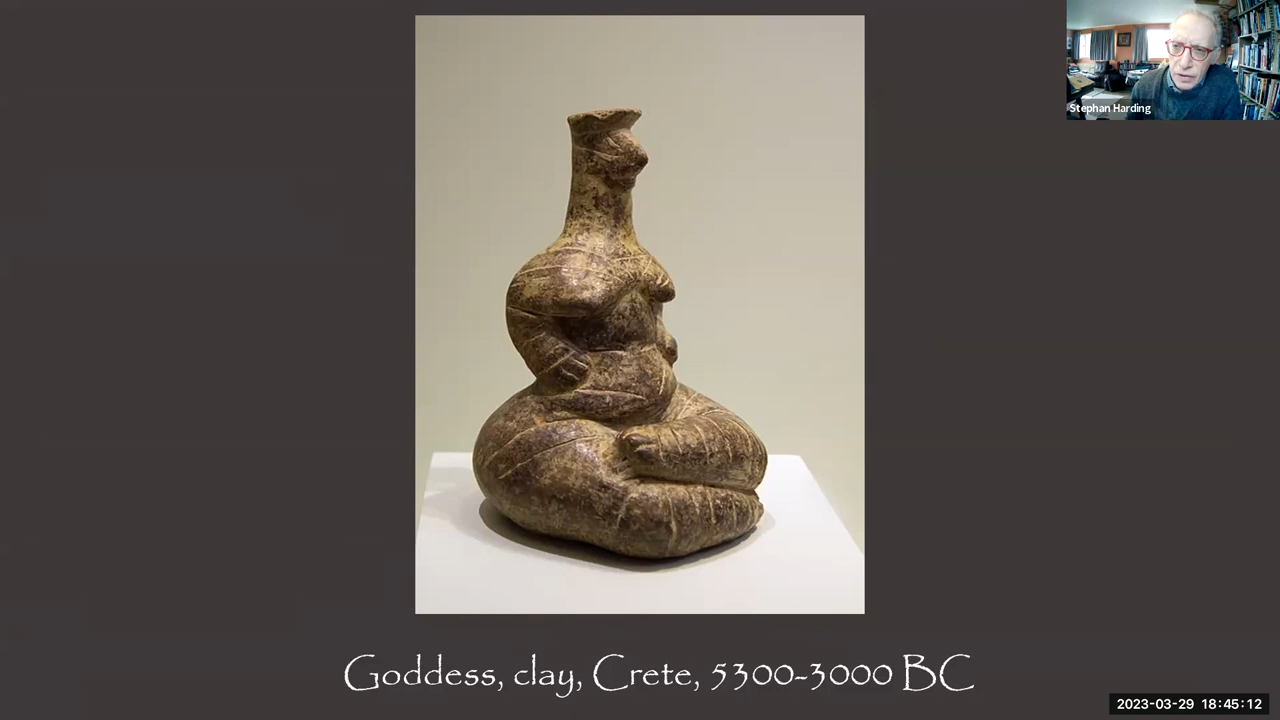 Stephan Harding
Goddess, clay, Crete, 5300-3000 BC
2023-03-29 18:45:12